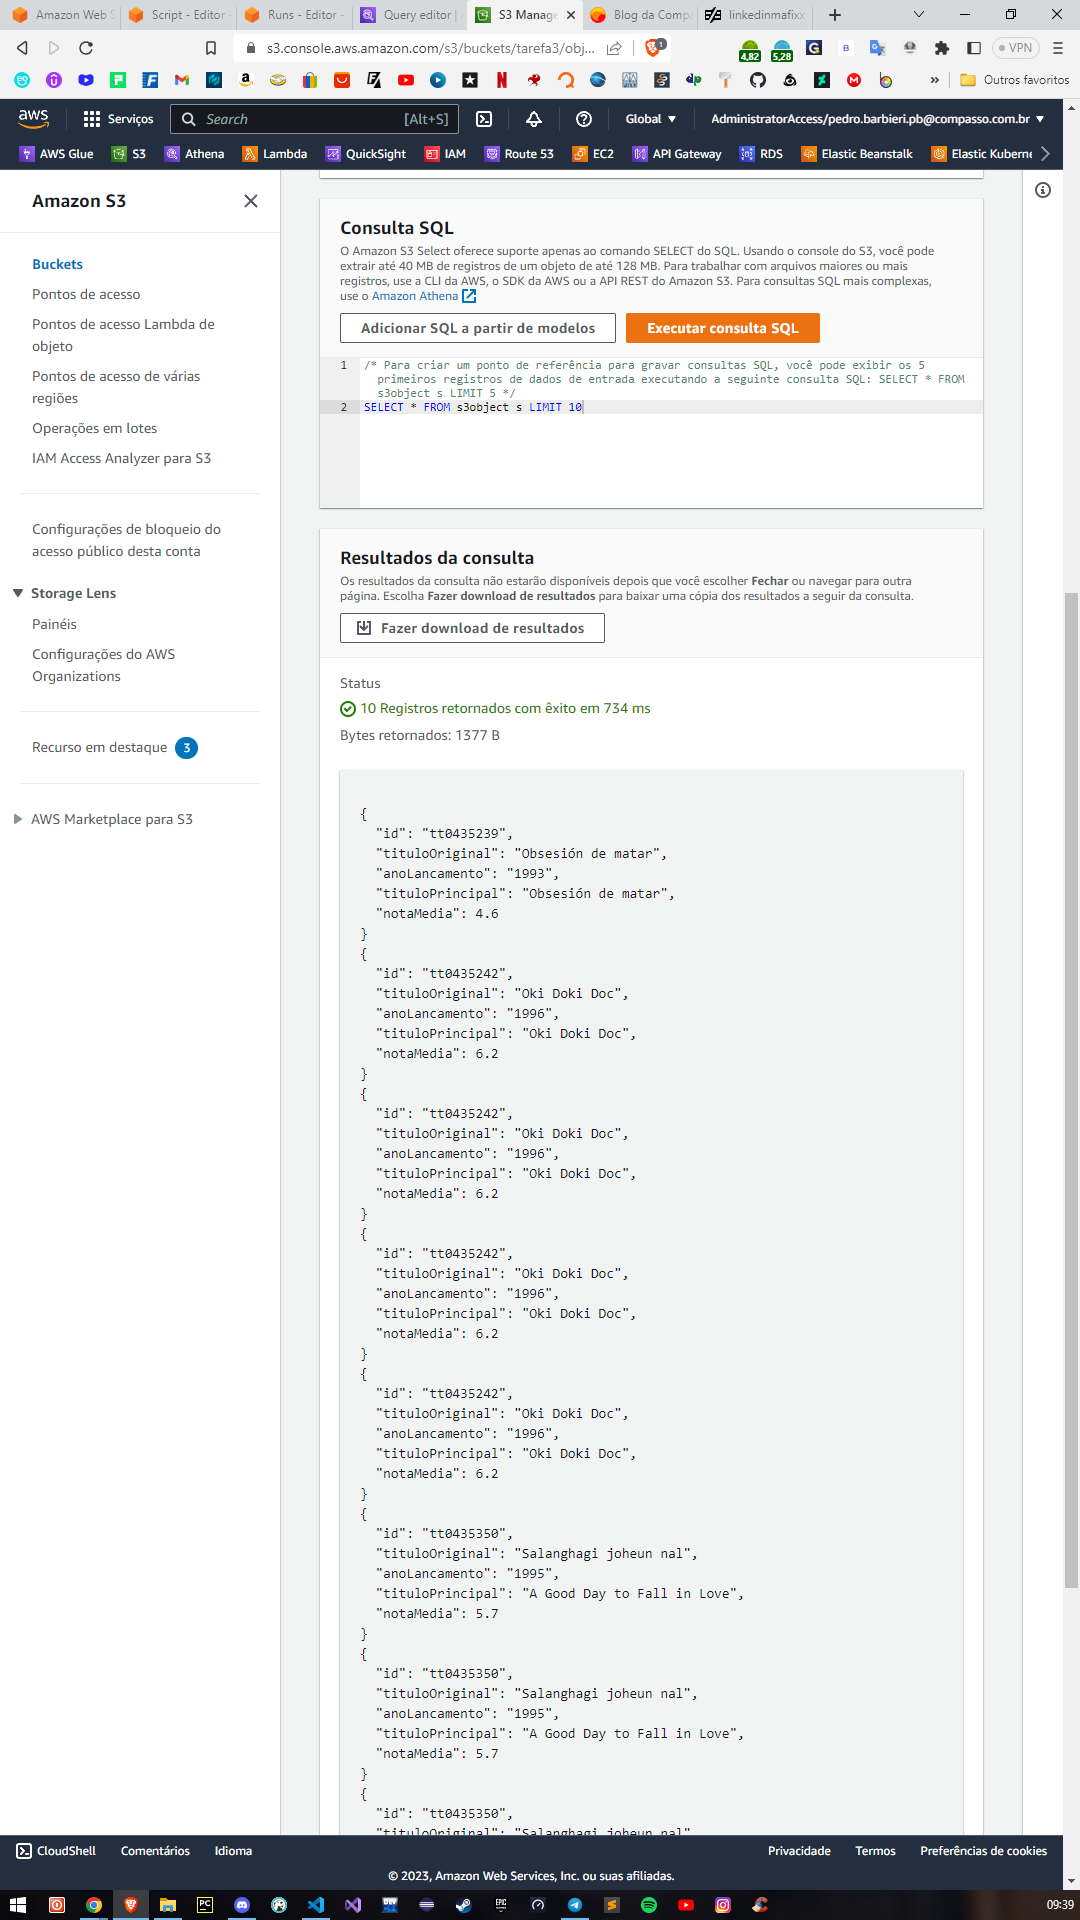 Amazon Web S
Script - Editor
Runs - Editor -
Query editor
S3 Manage
Blog da Comp
linkedinmafixx
s3.console.aws.amazon.com/s3/buckets/tarefa3/obj...
1
4,82
5,28
VPN
Outros favoritos
aws
Serviços
Search
[Alt+S]
Global
AdministratorAccess/pedro.barbieri.pb@compasso.com.br
AWS Glue
S3
Athena
Lambda
QuickSight
IAM
Route 53
EC2
API Gateway
RDS
Elastic Beanstalk
Elastic Kuberne
Amazon S3
Buckets
Pontos de acesso
Pontos de acesso Lambda de
objeto
Pontos de acesso de várias
regiões
Operações em lotes
IAM Access Analyzer para S3
Configurações de bloqueio do
acesso público desta conta
Storage Lens
Painéis
Configurações do AWS
Organizations
Recurso em destaque 3
AWS Marketplace para S3
Consulta SQL
O Amazon S3 Select oferece suporte apenas ao comando SELECT do SQL. Usando o console do S3, você pode
extrair até 40 MB de registros de um objeto de até 128 MB. Para trabalhar com arquivos maiores ou mais
registros, use a CLI da AWS, o SDK da AWS ou a API REST do Amazon S3. Para consultas SQL mais complexas,
use o Amazon Athena
Adicionar SQL a partir de modelos
Executar consulta SQL
1 /* Para criar um ponto de referência para gravar consultas SQL, você pode exibir os 5
primeiros registros de dados de entrada executando a seguinte consulta SQL: SELECT * FROM
s3object s LIMIT 5 */
2 SELECT * FROM s3object s LIMIT 10
Resultados da consulta
Os resultados da consulta não estarão disponíveis depois que você escolher Fechar ou navegar para outra
página. Escolha Fazer download de resultados para baixar uma cópia dos resultados a seguir da consulta.
Fazer download de resultados
Status
10 Registros retornados com êxito em 734 ms
Bytes retornados: 1377 B
{
"id": "tt0435239",
"tituloOriginal": "Obsesión de matar",
"anoLancamento": "1993",
"tituloPrincipal": "Obsesión de matar",
"notaMedia": 4.6
}
{
"id": "tt0435242",
"tituloOriginal": "Oki Doki Doc",
"anoLancamento": "1996",
"tituloPrincipal": "Oki Doki Doc",
"notaMedia": 6.2
}
{
"id": "tt0435242",
"tituloOriginal": "Oki Doki Doc",
"anoLancamento": "1996",
"tituloPrincipal": "Oki Doki Doc",
"notaMedia": 6.2
}
{
"id": "tt0435242",
"tituloOriginal": "Oki Doki Doc",
"anoLancamento": "1996",
"tituloPrincipal": "Oki Doki Doc",
"notaMedia": 6.2
}
{
"id": "tt0435242",
"tituloOriginal": "Oki Doki Doc",
"anoLancamento": "1996",
"tituloPrincipal": "Oki Doki Doc",
"notaMedia": 6.2
}
{
"id": "tt0435350",
"tituloOriginal": "Salanghagi joheun nal",
"anoLancamento": "1995",
"tituloPrincipal": "A Good Day to Fall in Love",
"notaMedia": 5.7
}
{
"id": "tt0435350",
"tituloOriginal": "Salanghagi joheun nal",
"anoLancamento": "1995",
"tituloPrincipal": "A Good Day to Fall in Love",
"notaMedia": 5.7
}
{
"id": "tt0435350",
"tituloOriginal": "Salanghagi joheun nal"
CloudShell
Comentários
Idioma
Privacidade
Termos
Preferências de cookies
© 2023, Amazon Web Services, Inc. ou suas afiliadas.
09:39